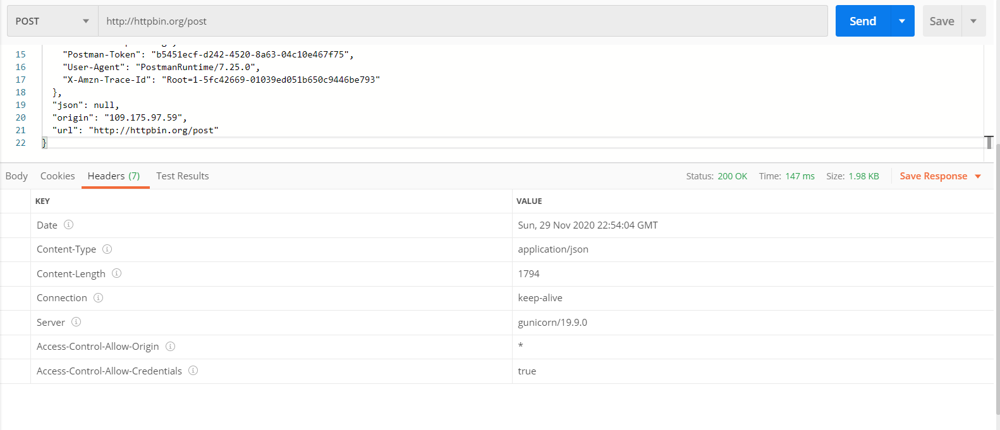 POST http://httpbin.org/post Send Save
15 "Postman-Token": "b5451ecf-d242-4520-8a63-04c10e467f75",
16 "User-Agent": "PostmanRuntime/7.25.0",
17 "X-Amzn-Trace-Id": "Root=1-5fc42669-01039ed051b650c9446be793"
18 },
19 "json": null,
20 "origin": "109.175.97.59",
21 "url": "http://httpbin.org/post"
22 }
Body Cookies Headers (7) Test Results Status: 200 OK Time: 147 ms Size: 1.98 KB Save Response
KEY VALUE
Date Sun, 29 Nov 2020 22:54:04 GMT
Content-Type application/json
Content-Length 1794
Connection keep-alive
Server gunicorn/19.9.0
Access-Control-Allow-Origin *
Access-Control-Allow-Credentials true